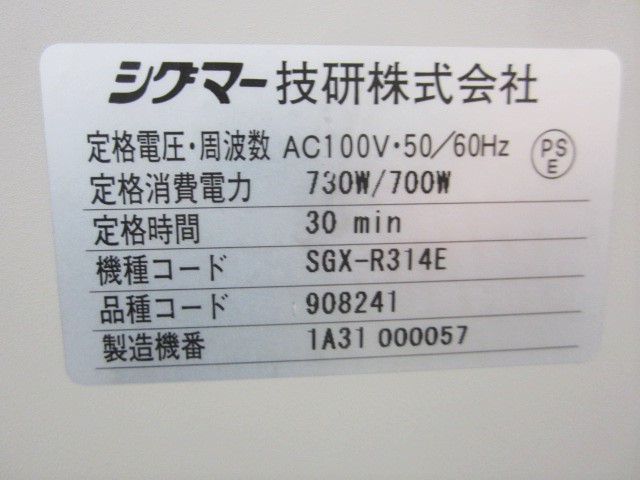 シグマー技研株式会社
定格電圧・周波数 AC100V・50/60Hz
PS
E
定格消費電力 730W/700W
定格時間 30 min
機種コード SGX-R314E
品種コード 908241
製造機番 1A31 000057